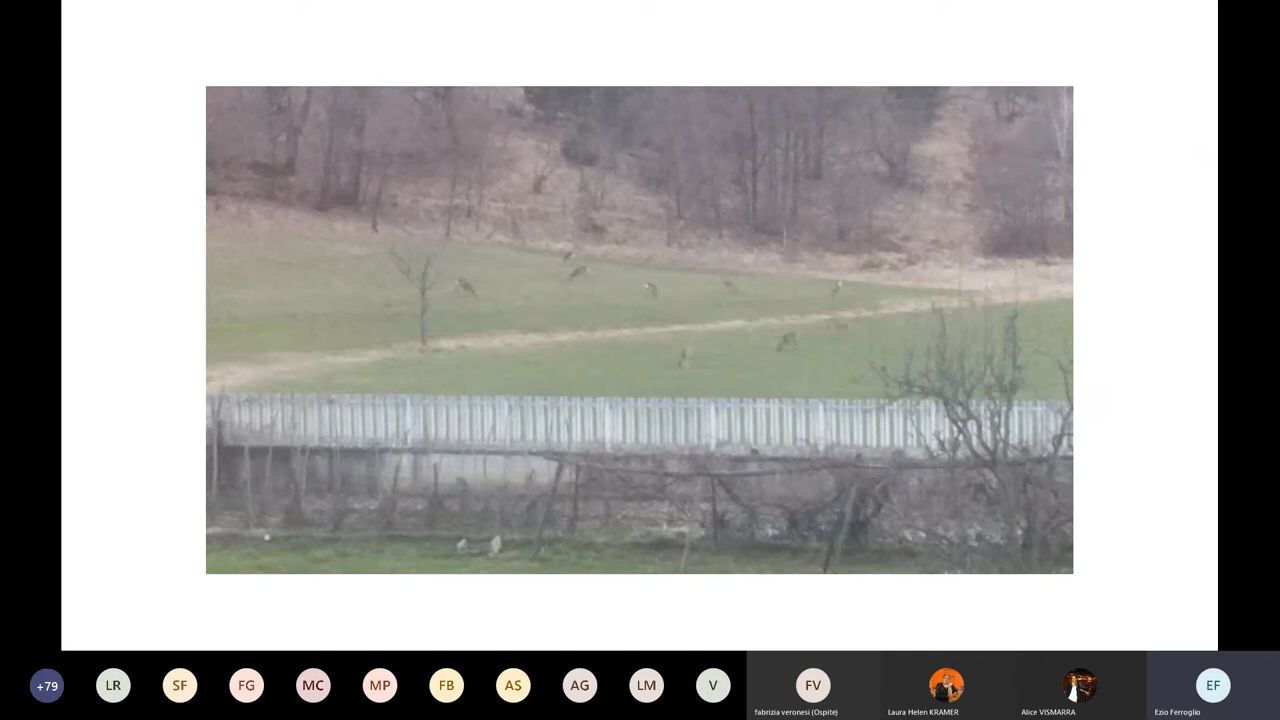 +79
LR
SF
FG
MC
MP
FB
AS
AG
LM
V
FV
EF
fabrizia veronesi (Ospite)
Laura Helen KRAMER
Alice VISMARRA
Ezio Ferroglio